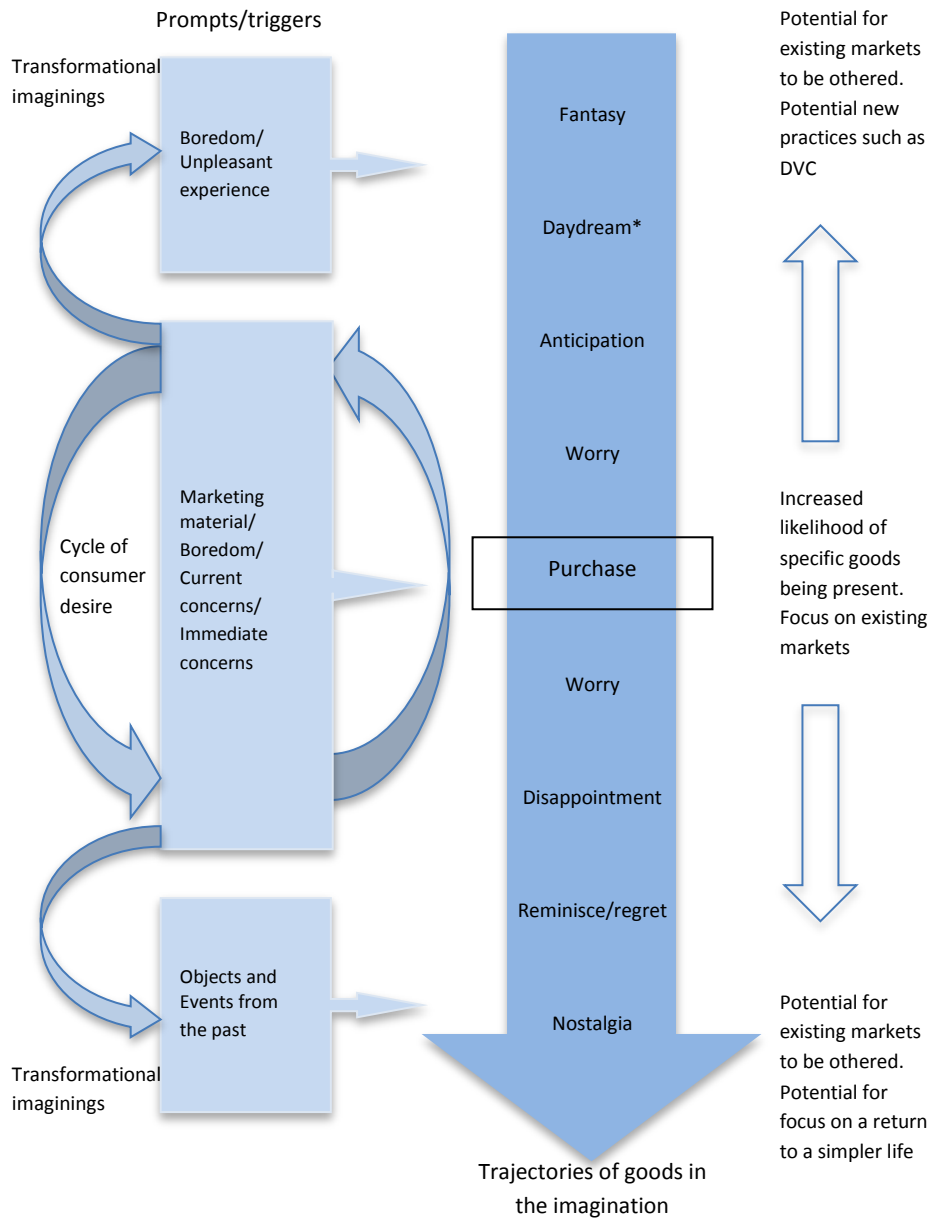 Prompts/triggers
Transformational
imaginings
Boredom/
Unpleasant
experience
Cycle of
consumer
desire
Marketing
material/
Boredom/
Current
concerns/
Immediate
concerns
Objects and
Events from
the past
Transformational
imaginings
Fantasy
Daydream*
Anticipation
Worry
Purchase
Worry
Disappointment
Reminisce/regret
Nostalgia
Trajectories of goods in
the imagination
Potential for
existing markets
to be othered.
Potential new
practices such as
DVC
Increased
likelihood of
specific goods
being present.
Focus on existing
markets
Potential for
existing markets
to be othered.
Potential for
focus on a return
to a simpler life